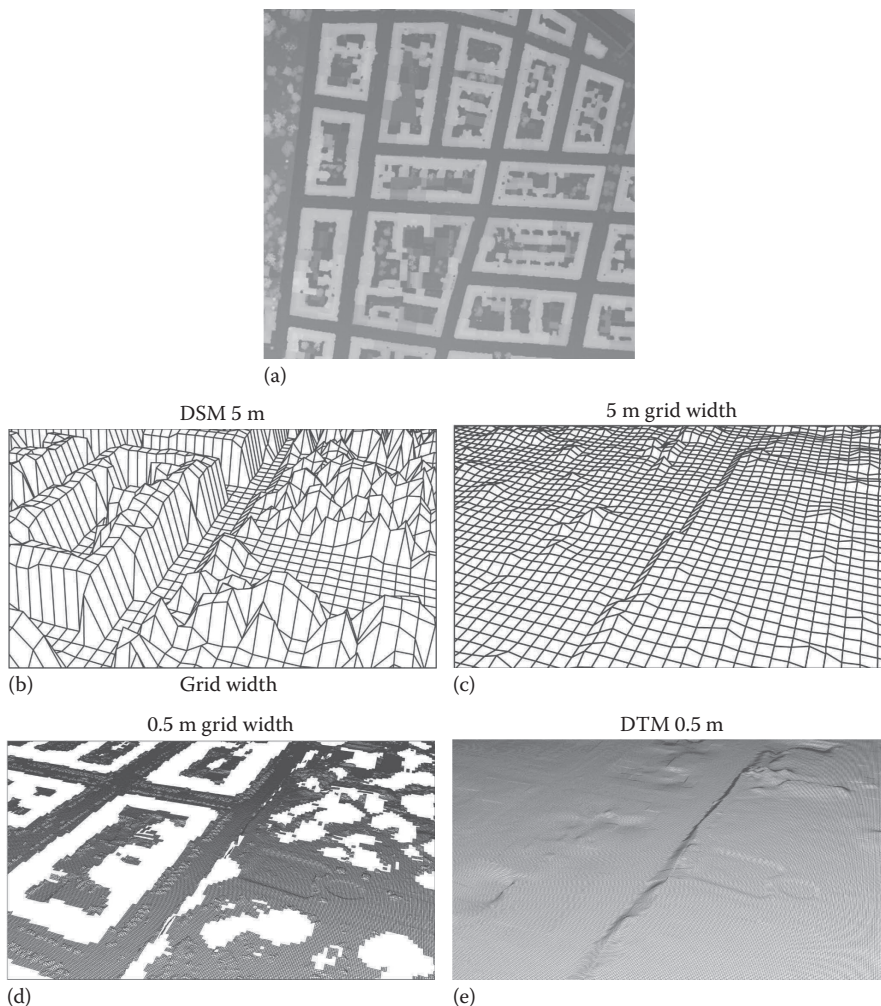 (a)
DSM 5 m
5 m grid width
(b)
Grid width
(c)
0.5 m grid width
DTM 0.5 m
(d)
(e)